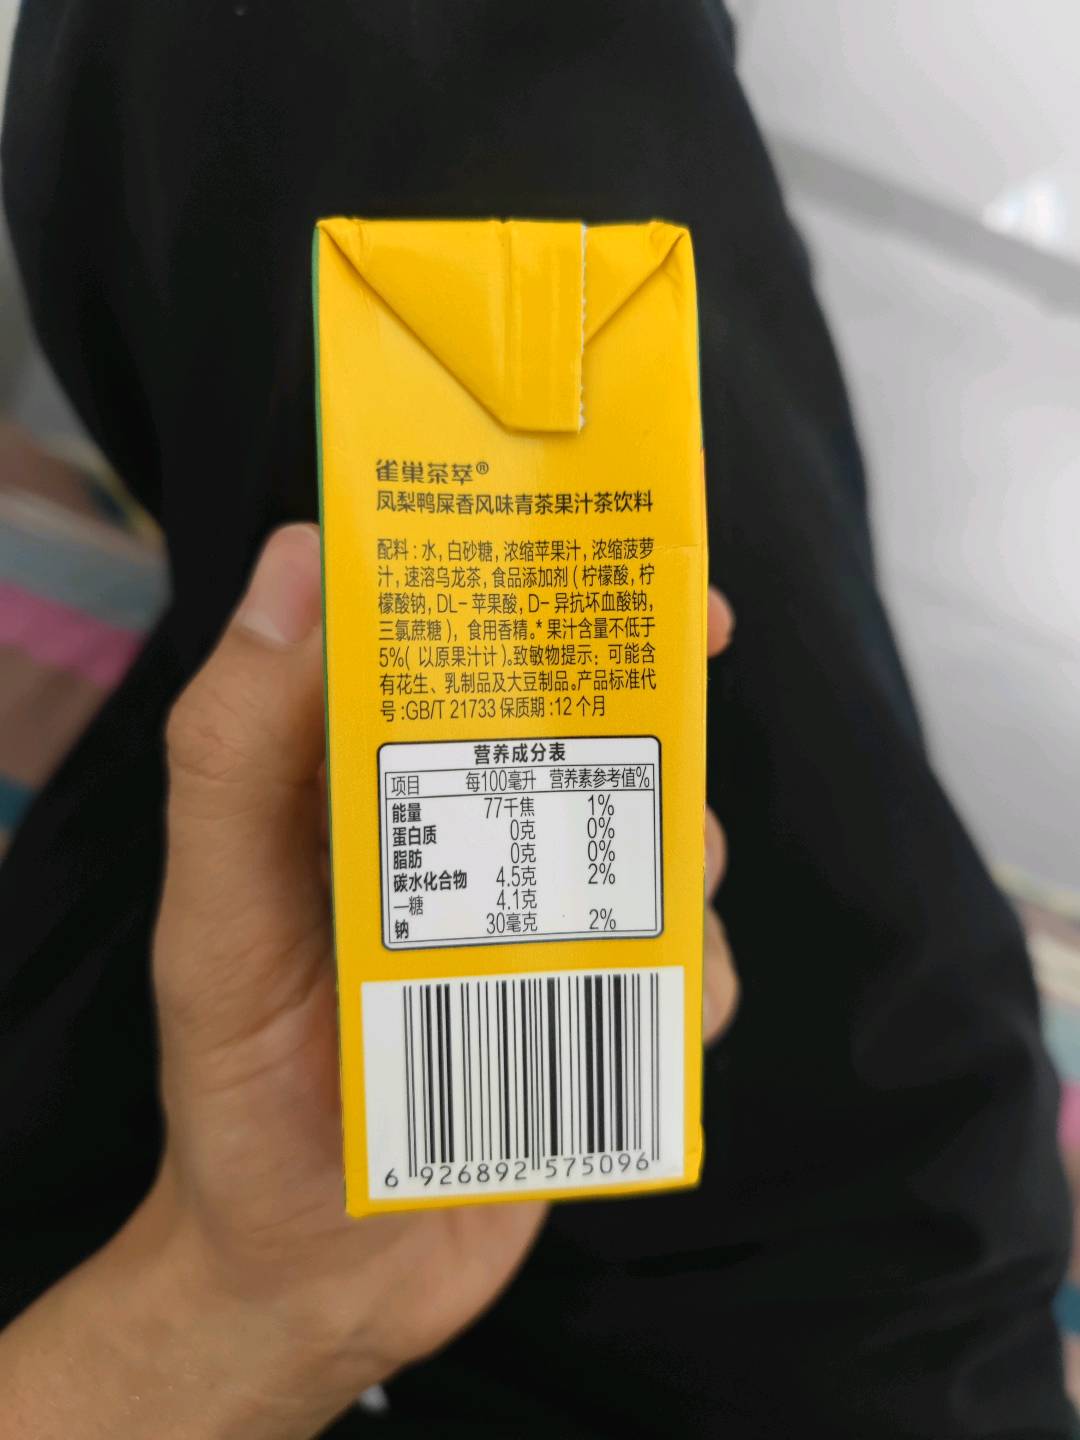 雀巢茶萃®
凤梨鸭屎香风味青茶果汁茶饮料
配料:水,白砂糖,浓缩苹果汁,浓缩菠萝
汁,速溶乌龙茶,食品添加剂(柠檬酸,柠
檬酸钠,DL-苹果酸,D-异抗坏血酸钠,
三氯蔗糖),食用香精。*果汁含量不低于
5%(以原果汁计)。致敏物提示:可能含
有花生、乳制品及大豆制品。产品标准代
号:GB/T 21733 保质期:12个月
营养成分表
项目 每100毫升 营养素参考值%
能量 77千焦 1%
蛋白质 0克 0%
脂肪 0克 0%
碳水化合物 4.5克 2%
—糖 4.1克
钠 30毫克 2%
6 926892 575096